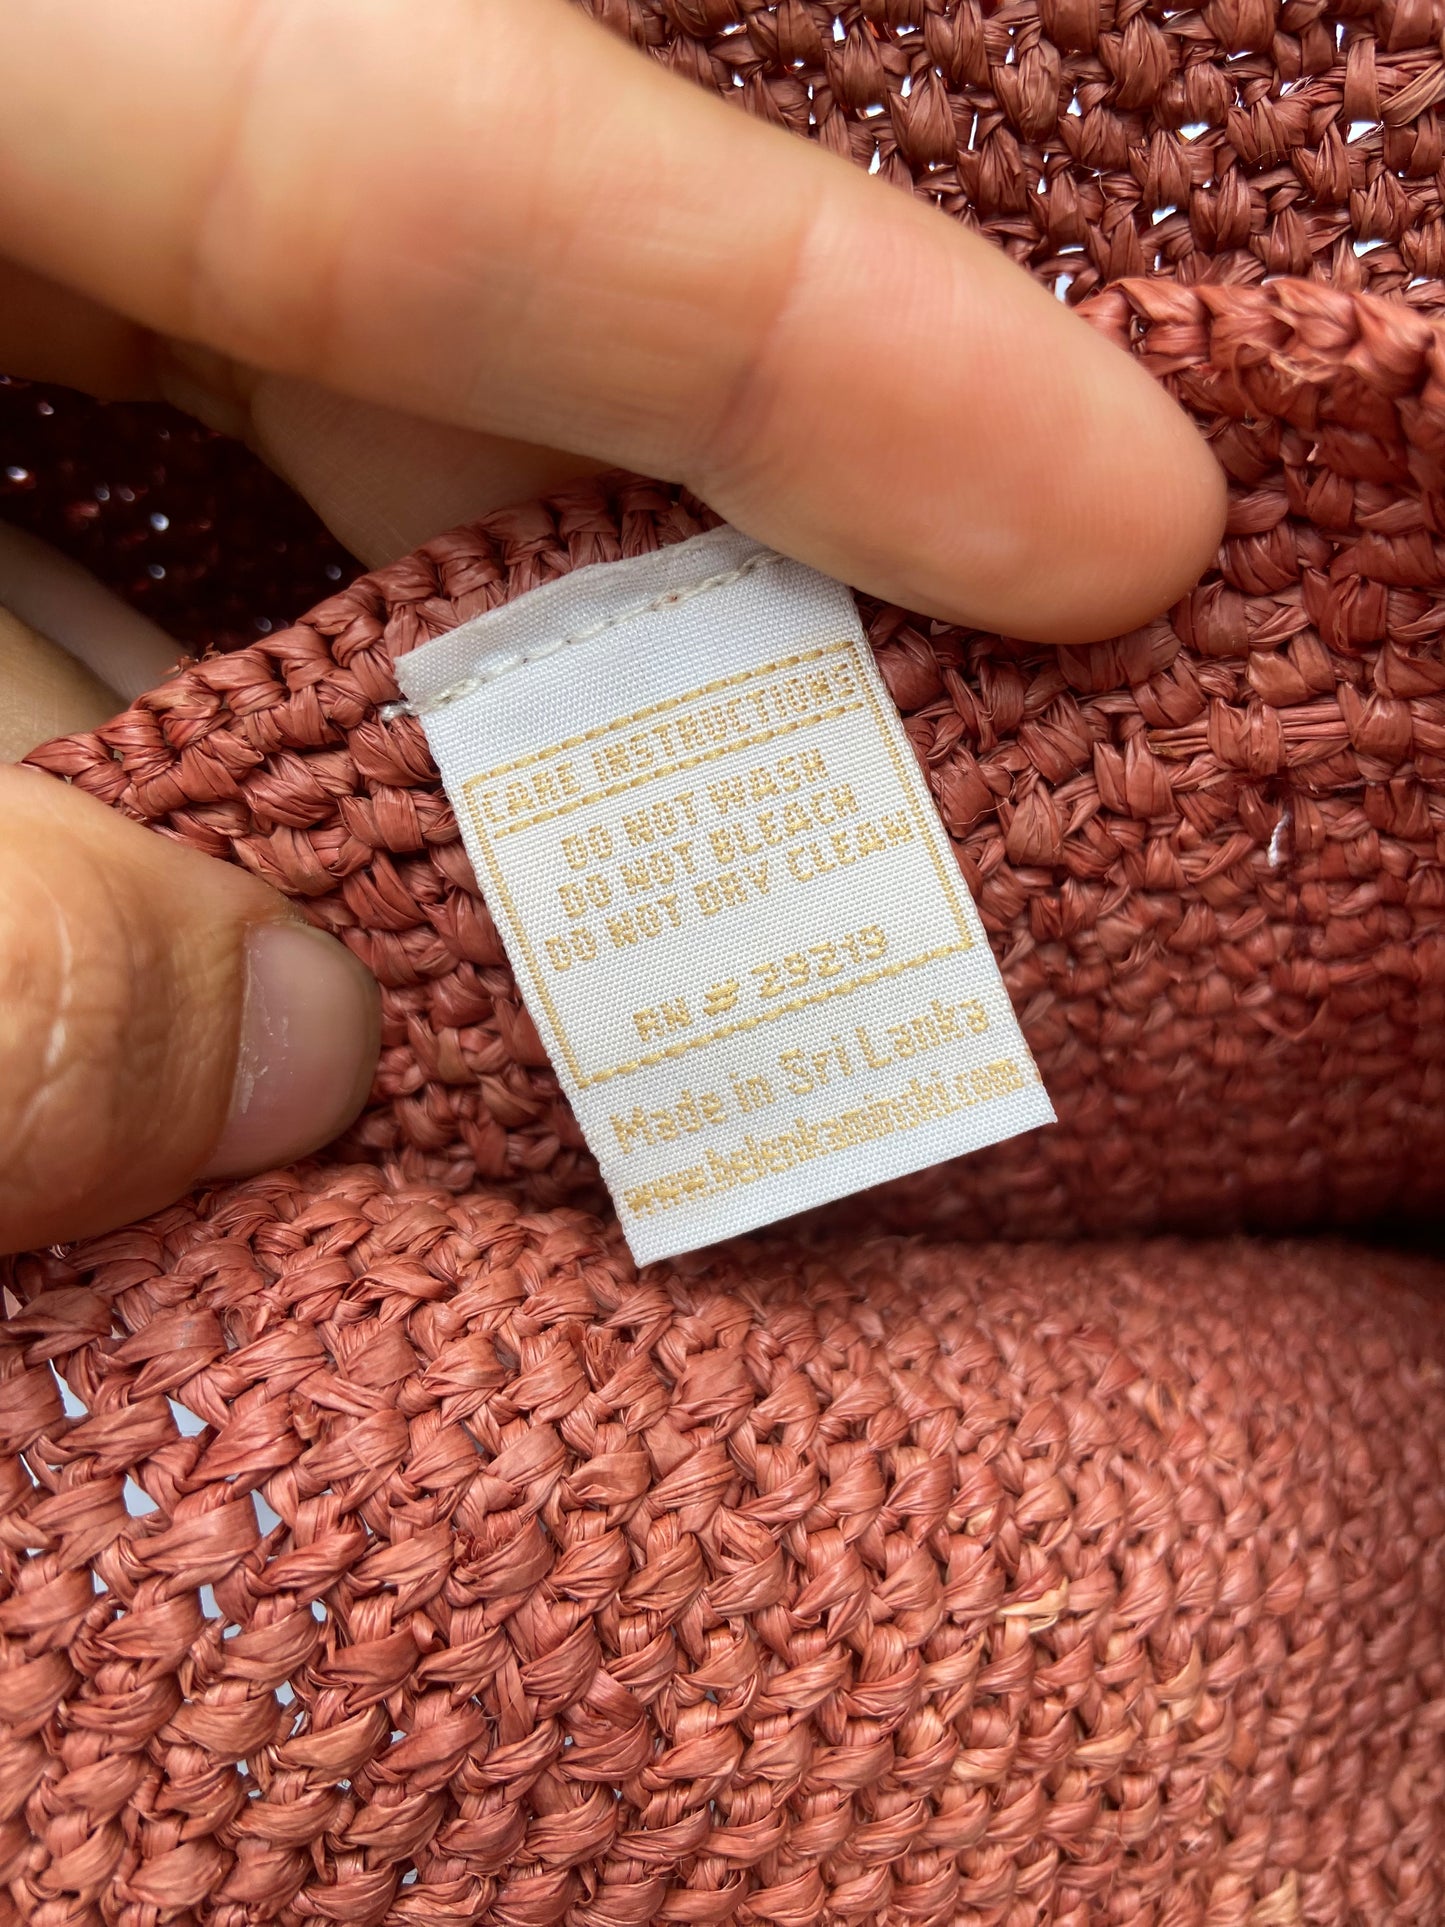 CARE INSTRUCTIONS
DO NOT WASH
DO NOT BLEACH
DO NOT DRY CLEAN
RN # 29219
Made in Sri Lanka
www.helenkaminski.com